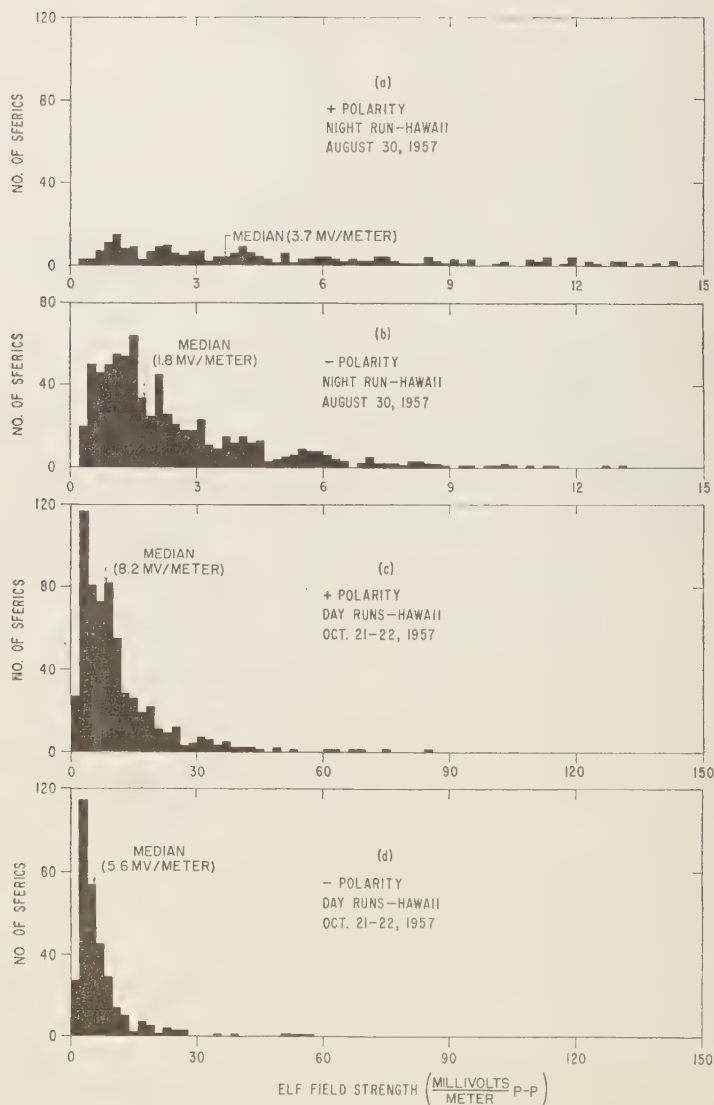 120
80
40
0
NO. OF SFERICS
(a)
+ POLARITY
NIGHT RUN-HAWAII
AUGUST 30, 1957
MEDIAN (3.7 MV/METER)
0 3 6 9 12 15
80
40
0
NO. OF SFERICS
MEDIAN
(1.8 MV/METER)
(b)
- POLARITY
NIGHT RUN-HAWAII
AUGUST 30, 1957
0 3 6 9 12 15
120
80
40
0
NO. OF SFERICS
MEDIAN
(8.2 MV/METER)
(c)
+ POLARITY
DAY RUNS-HAWAII
OCT. 21-22, 1957
0 30 60 90 120 150
120
80
40
0
NO OF SFERICS
MEDIAN
(5.6 MV/METER)
(d)
- POLARITY
DAY RUNS-HAWAII
OCT. 21-22, 1957
0 30 60 90 120 150
ELF FIELD STRENGTH (MILLIVOLTS/METER P-P)